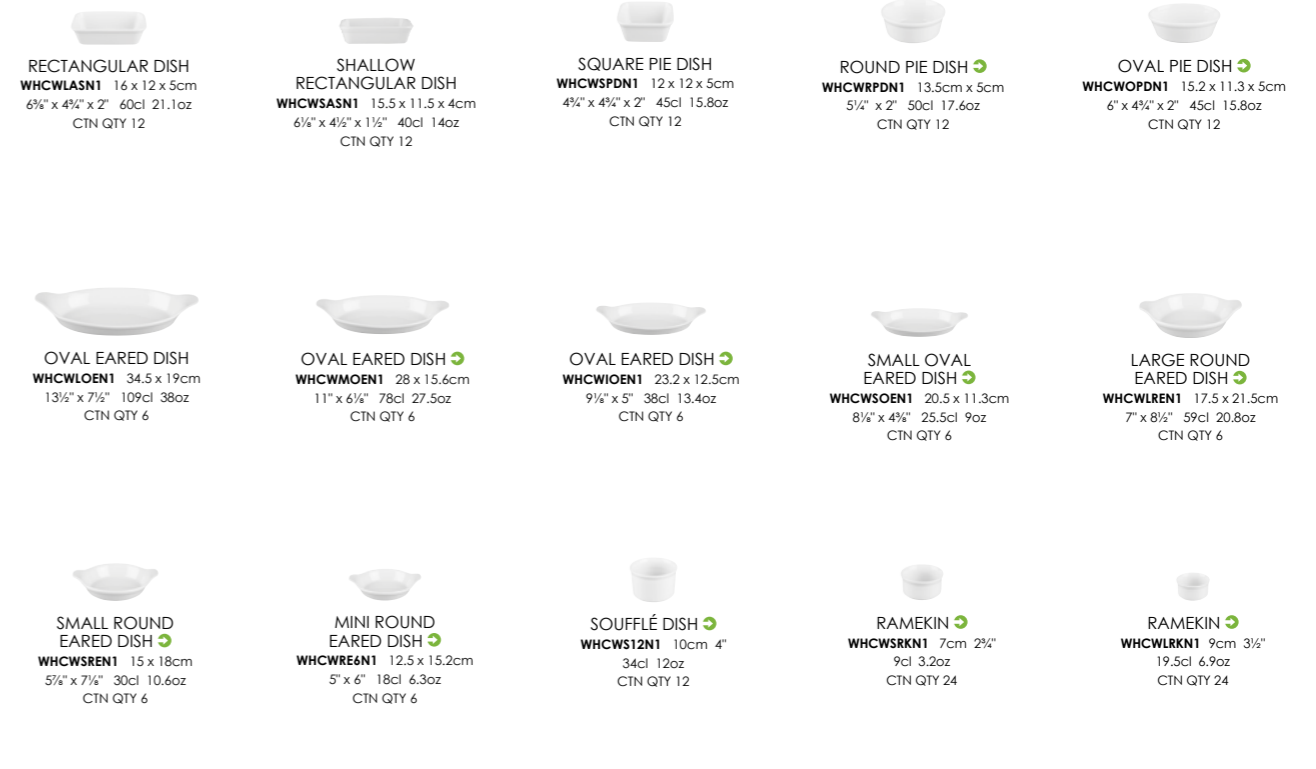 RECTANGULAR DISH
WHCWLASN1 16 x 12 x 5cm
6⅜" x 4¾" x 2" 60cl 21.1oz
CTN QTY 12
SHALLOW
RECTANGULAR DISH
WHCWSASN1 15.5 x 11.5 x 4cm
6⅛" x 4½" x 1½" 40cl 14oz
CTN QTY 12
SQUARE PIE DISH
WHCWSPDN1 12 x 12 x 5cm
4¾" x 4¾" x 2" 45cl 15.8oz
CTN QTY 12
ROUND PIE DISH
WHCWRPDN1 13.5cm x 5cm
5¼" x 2" 50cl 17.6oz
CTN QTY 12
OVAL PIE DISH
WHCWOPDN1 15.2 x 11.3 x 5cm
6" x 4¾" x 2" 45cl 15.8oz
CTN QTY 12
OVAL EARED DISH
WHCWLOEN1 34.5 x 19cm
13½" x 7½" 109cl 38oz
CTN QTY 6
OVAL EARED DISH
WHCWMOEN1 28 x 15.6cm
11" x 6⅛" 78cl 27.5oz
CTN QTY 6
OVAL EARED DISH
WHCWIOEN1 23.2 x 12.5cm
9⅛" x 5" 38cl 13.4oz
CTN QTY 6
SMALL OVAL
EARED DISH
WHCWSOEN1 20.5 x 11.3cm
8⅛" x 4⅜" 25.5cl 9oz
CTN QTY 6
LARGE ROUND
EARED DISH
WHCWLREN1 17.5 x 21.5cm
7" x 8½" 59cl 20.8oz
CTN QTY 6
SMALL ROUND
EARED DISH
WHCWSREN1 15 x 18cm
5⅞" x 7⅛" 30cl 10.6oz
CTN QTY 6
MINI ROUND
EARED DISH
WHCWRE6N1 12.5 x 15.2cm
5" x 6" 18cl 6.3oz
CTN QTY 6
SOUFFLÉ DISH
WHCWS12N1 10cm 4"
34cl 12oz
CTN QTY 12
RAMEKIN
WHCWSRKN1 7cm 2¾"
9cl 3.2oz
CTN QTY 24
RAMEKIN
WHCWLRKN1 9cm 3½"
19.5cl 6.9oz
CTN QTY 24